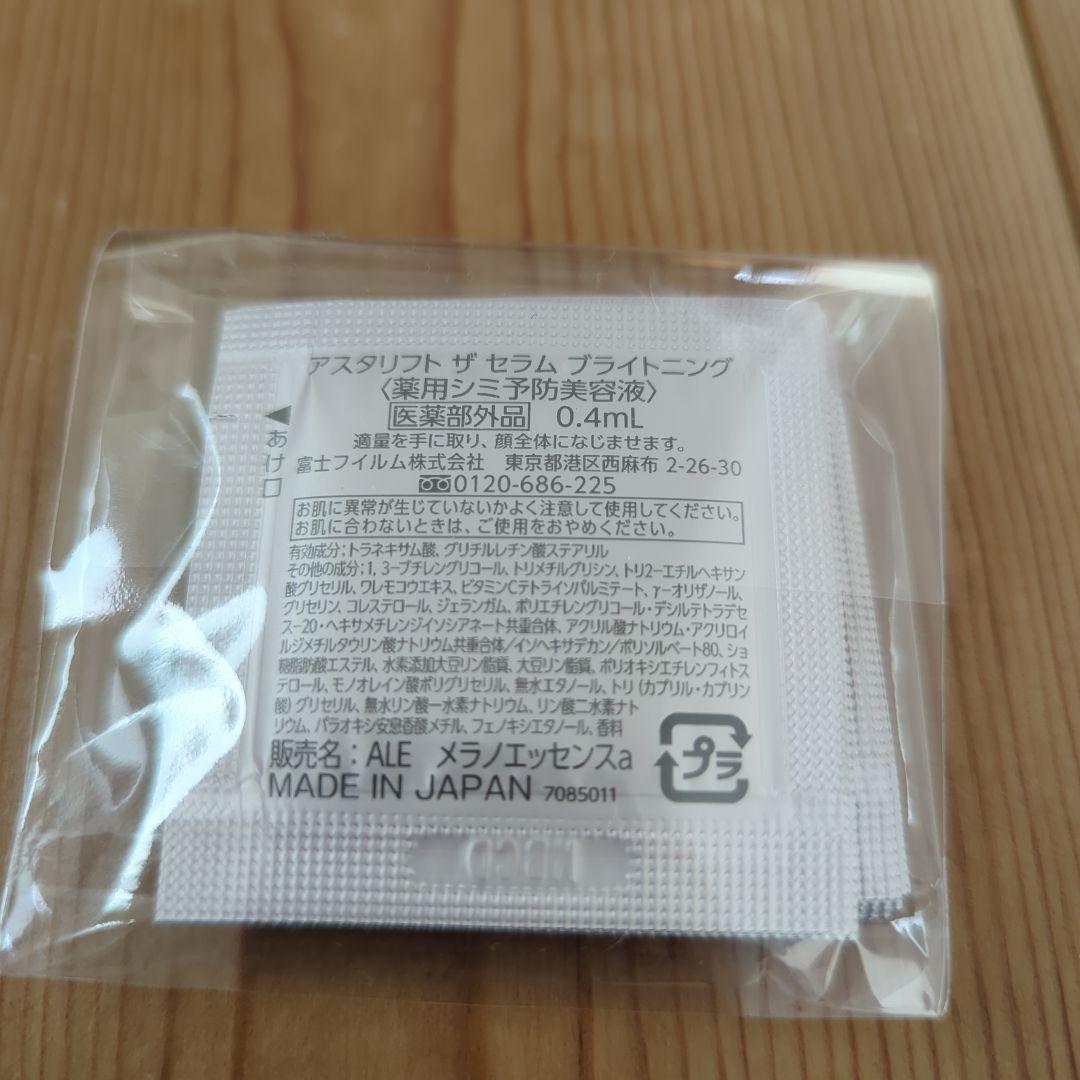 アスタリフト ザ セラム ブライトニング
〈薬用シミ予防美容液〉
医薬部外品 0.4mL
適量を手に取り、顔全体になじませます。
富士フイルム株式会社 東京都港区西麻布 2-26-30
0120-686-225
お肌に異常が生じていないかよく注意して使用してください。
お肌に合わないときは、ご使用をおやめください。
有効成分：トラネキサム酸、グリチルレチン酸ステアリル
その他の成分：1, 3−ブチレングリコール、トリメチルグリシン、トリ2−エチルヘキサン
酸グリセリル、ワレモコウエキス、ビタミンCテトライソパルミテート、γ−オリザノール、
グリセリン、コレステロール、ジェランガム、ポリエチレングリコール・デシルテトラデセ
ス−20・ヘキサメチレンジイソシアネート共重合体、アクリル酸ナトリウム・アクリロイ
ルジメチルタウリン酸ナトリウム共重合体／イソヘキサデカン／ポリソルベート80、ショ
糖脂肪酸エステル、水素添加大豆リン脂質、大豆リン脂質、ポリオキシエチレンフィトス
テロール、モノオレイン酸ポリグリセリル、無水エタノール、トリ（カプリル・カプリン
酸）グリセリル、無水リン酸一水素ナトリウム、リン酸二水素ナト
リウム、パラオキシ安息香酸メチル、フェノキシエタノール、香料
販売名：ALE メラノエッセンスa
MADE IN JAPAN 7085011
プラ
◀あけ口